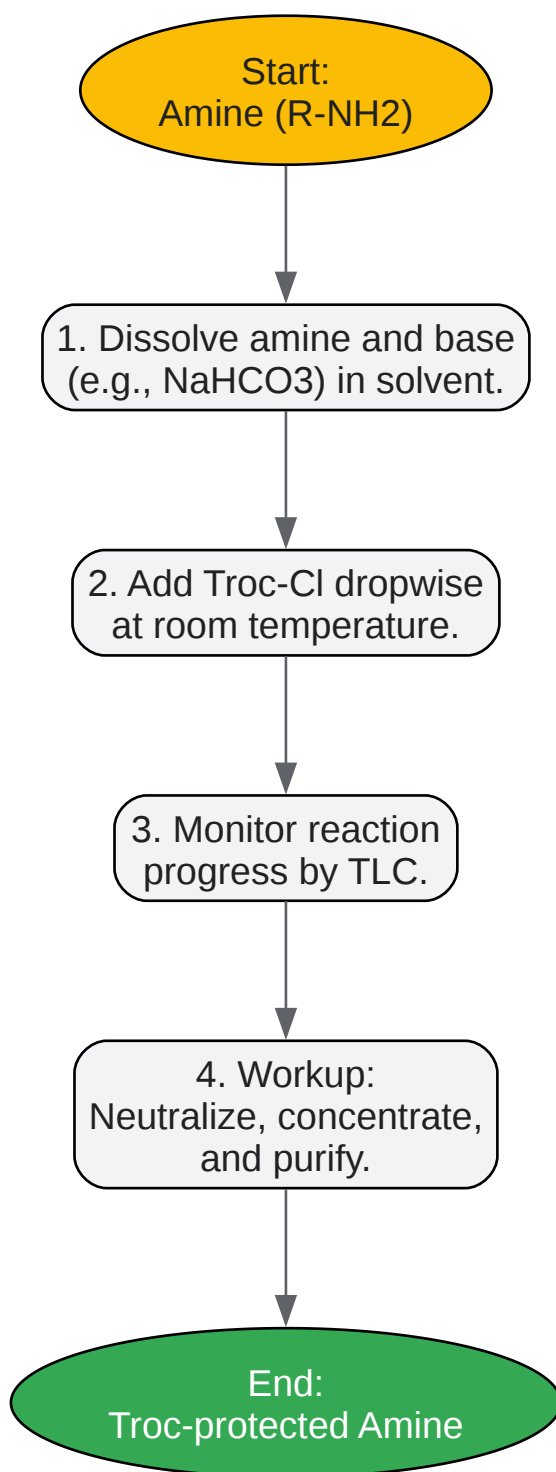 Start:
Amine (R-NH2)
1. Dissolve amine and base
(e.g., NaHCO3) in solvent.
2. Add Troc-Cl dropwise
at room temperature.
3. Monitor reaction
progress by TLC.
4. Workup:
Neutralize, concentrate,
and purify.
End:
Troc-protected Amine